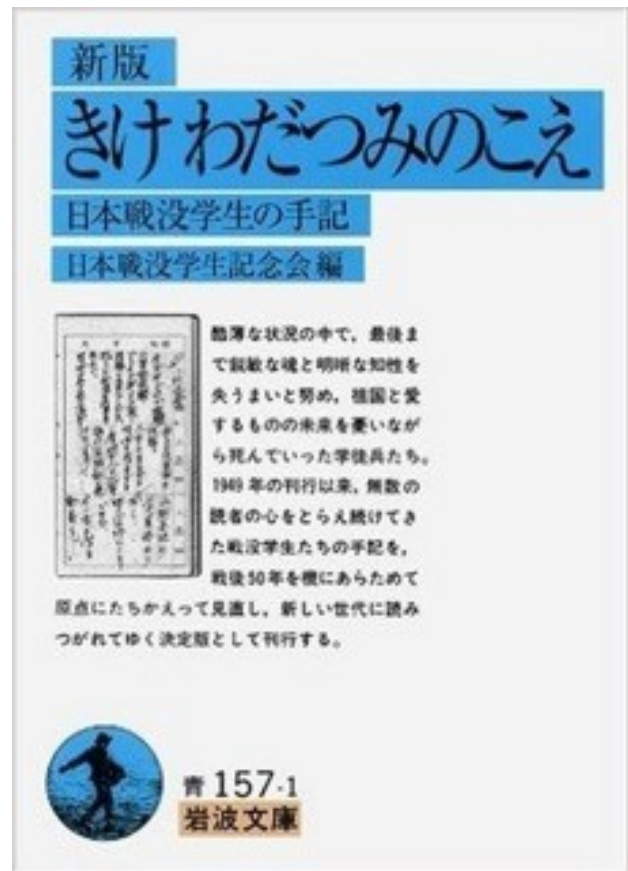 新版
きけ わだつみのこえ
日本戦没学生の手記
日本戦没学生記念会編
酷薄な状況の中で，最後ま
で鋭敏な魂と明晰な知性を
失うまいと努め，祖国と愛
するものの未来を憂いなが
ら死んでいった学徒兵たち。
1949年の刊行以来，無数の
読者の心をとらえ続けてき
た戦没学生たちの手記を，
戦後50年を機にあらためて
原点にたちかえって見直し，新しい世代に読み
つがれてゆく決定版として刊行する。
青 157-1
岩波文庫